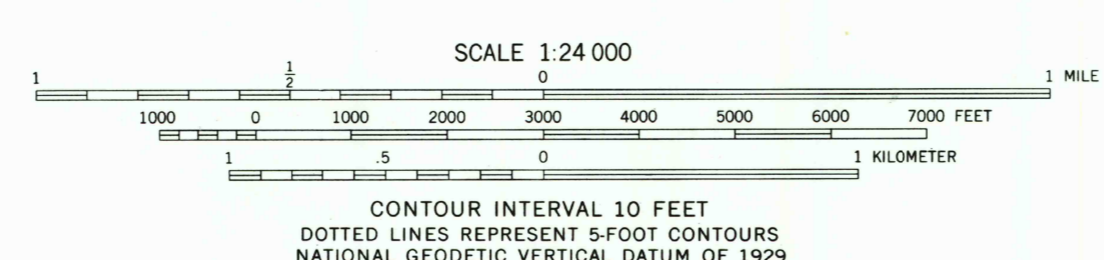 SCALE 1:24 000
1 1/2 0 1 MILE
1000 0 1000 2000 3000 4000 5000 6000 7000 FEET
1 .5 0 1 KILOMETER
CONTOUR INTERVAL 10 FEET
DOTTED LINES REPRESENT 5-FOOT CONTOURS
NATIONAL GEODETIC VERTICAL DATUM OF 1929